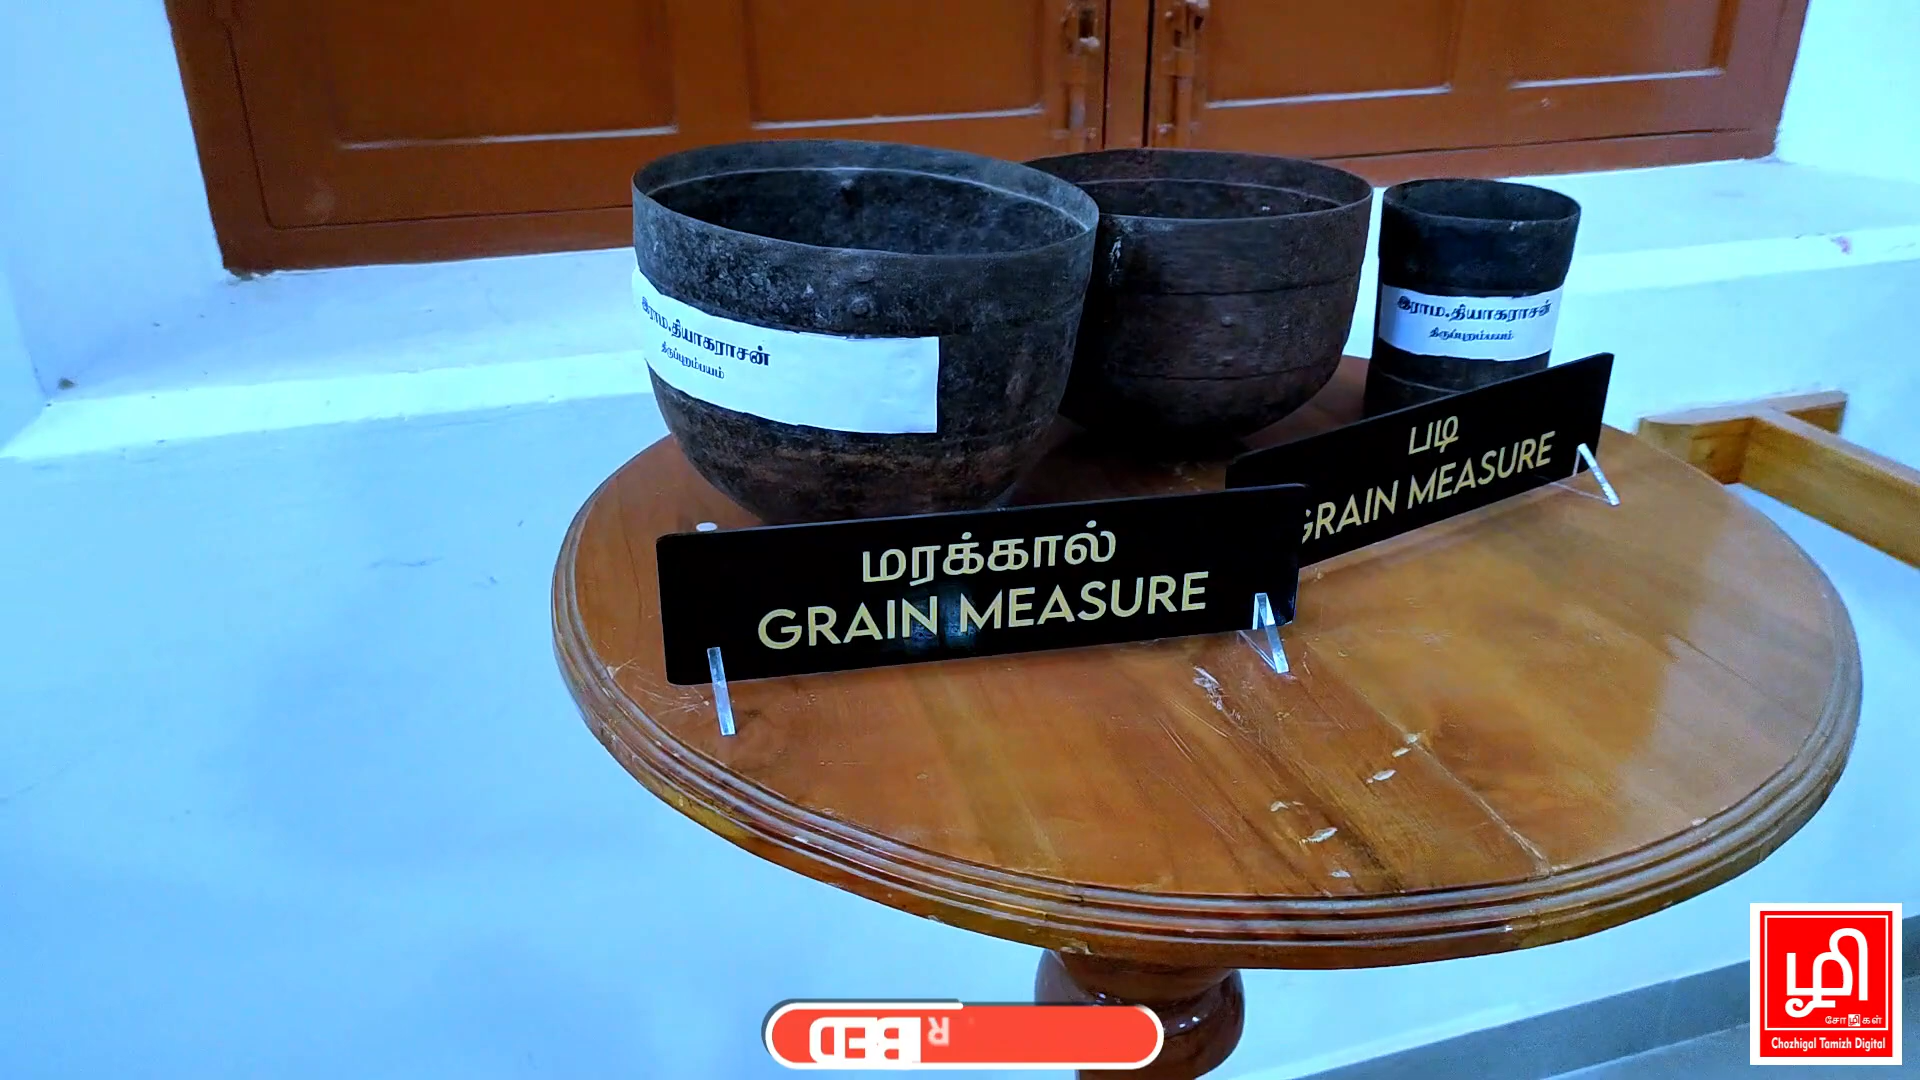 இராம.தியாகராசன்
திருப்புறம்பயம்
இராம.தியாகராசன்
திருப்புறம்பயம்
படி
GRAIN MEASURE
மரக்கால்
GRAIN MEASURE
ழி
சோழிகள்
Chozhigal Tamizh Digital